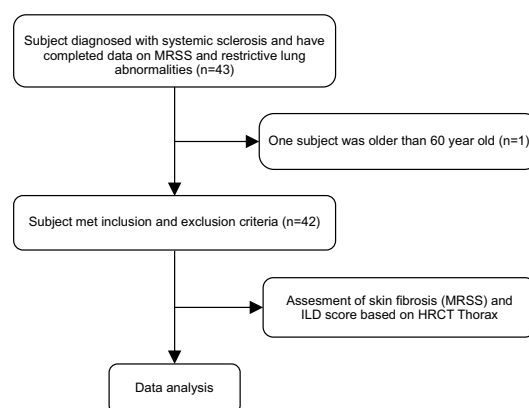 Subject diagnosed with systemic sclerosis and have
completed data on MRSS and restrictive lung
abnormalities (n=43)
One subject was older than 60 year old (n=1)
Subject met inclusion and exclusion criteria (n=42)
Assesment of skin fibrosis (MRSS) and
ILD score based on HRCT Thorax
Data analysis